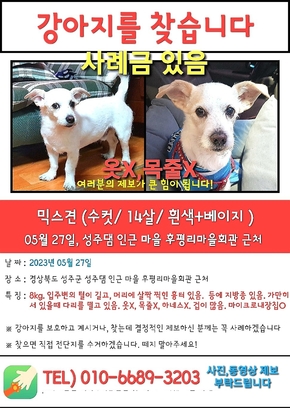 강아지를 찾습니다
사례금 있음
옷X,목줄X
여러분의 제보가 큰 힘이 됩니다!
믹스견 (수컷/ 14살/ 흰색+베이지 )
05월 27일, 성주댐 인근 마을 후평리마을회관 근처
날 짜 : 2023년 05월 27일
장 소 : 경상북도 성주군 성주댐 인근 마을 후평리마을회관 근처
특 징 : 8kg, 입주변의 털이 길고, 머리에 살짝 찍힌 흉터 있음. 등에 지방종 있음, 가만히
서 있을때 다리를 떨고 있음. 옷X, 목줄X, 하네스X, 겁이 많음. 마이크로내장칩O
※ 강아지를 보호하고 계시거나, 찾는데 결정적인 제보하신 분께는 꼭 사례하겠습니다
※ 찾으면 직접 전단지를 수거하겠습니다. 떼지 말아주세요!
TEL) 010-6689-3203
사진,동영상 제보
부탁드립니다